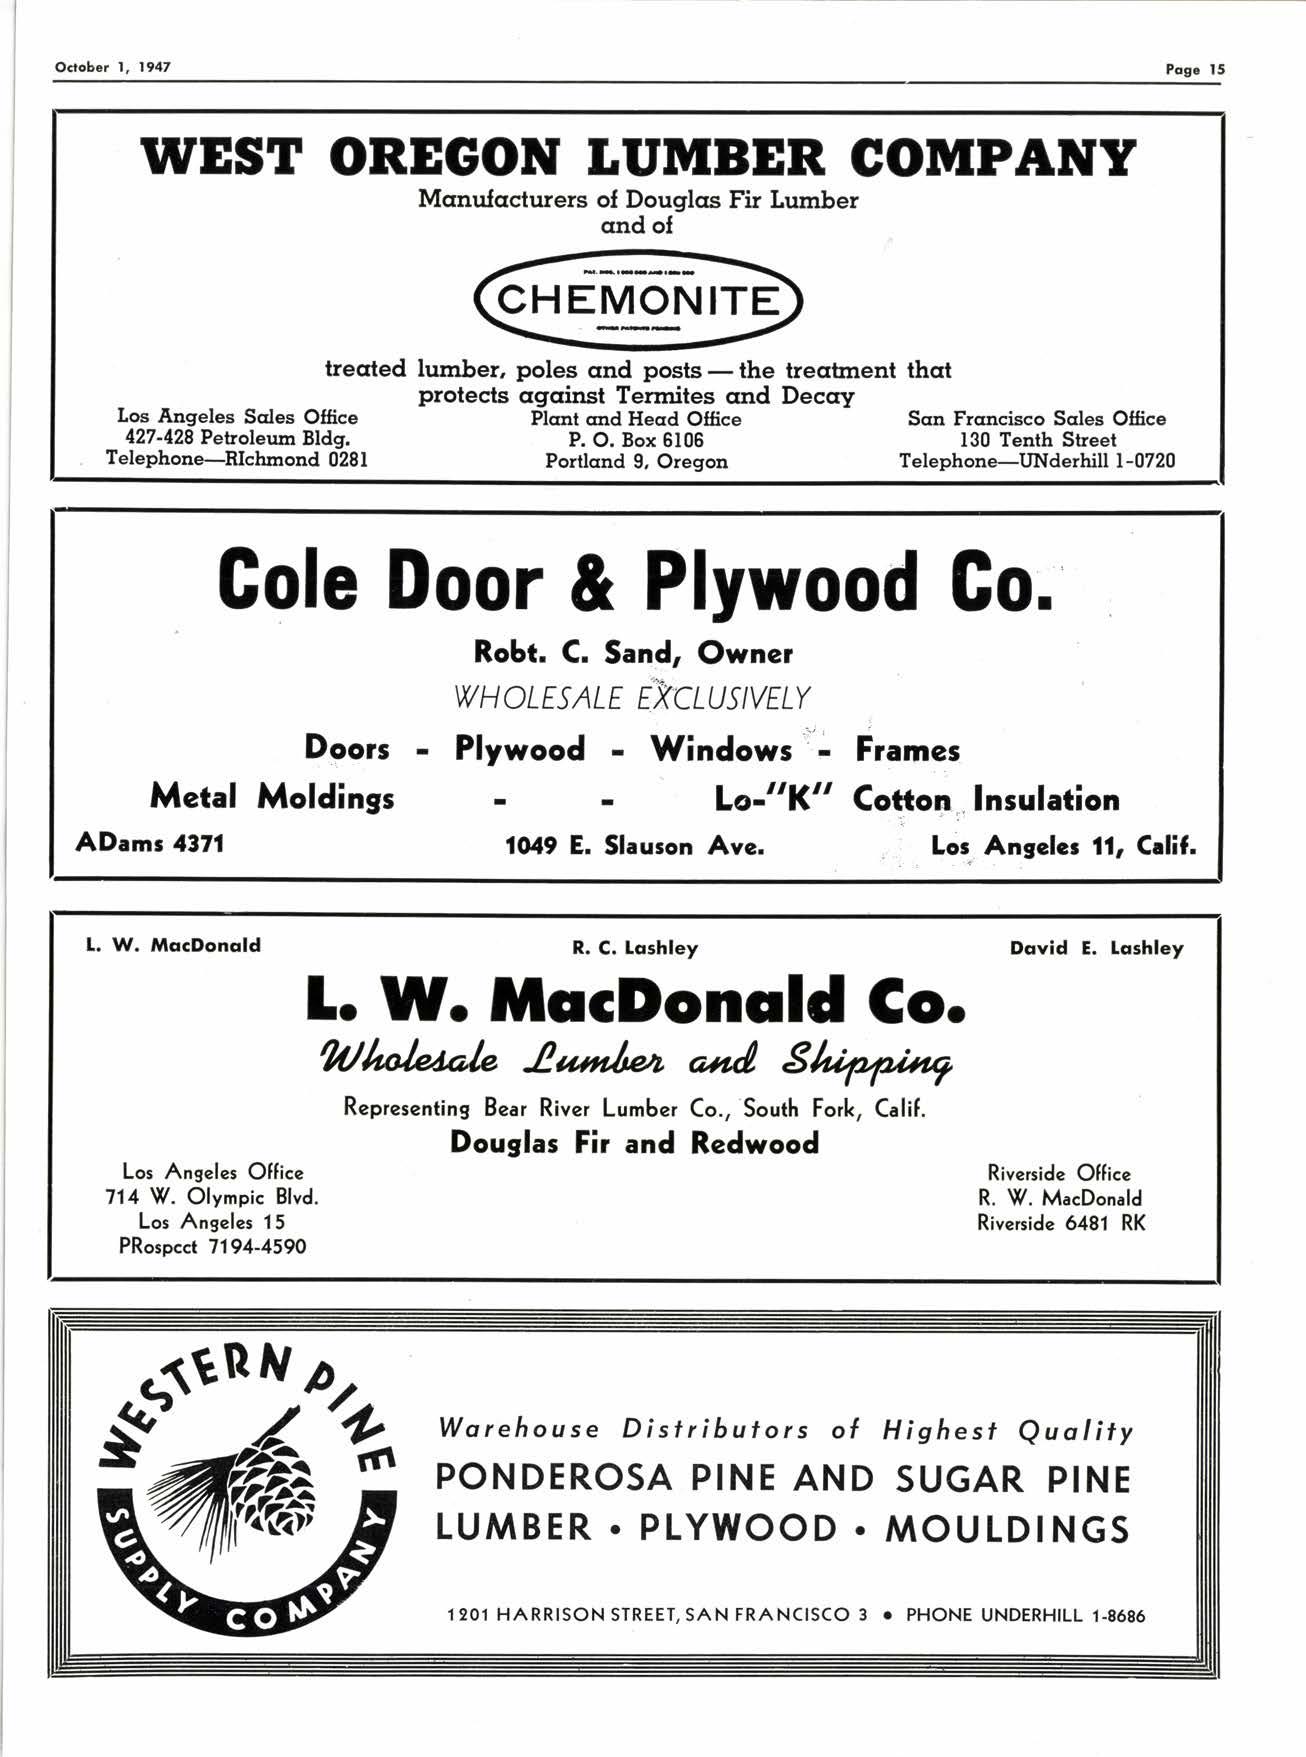 October 1, 1947
Page 15
WEST OREGON LUMBER COMPANY
Manufacturers of Douglas Fir Lumber
and of
CHEMONITE
OTHER PATENTS PENDING
treated lumber, poles and posts — the treatment that
protects against Termites and Decay
Los Angeles Sales Office
427-428 Petroleum Bldg.
Telephone—RIchmond 0281
Plant and Head Office
P. O. Box 6106
Portland 9, Oregon
San Francisco Sales Office
130 Tenth Street
Telephone—UNderhill 1-0720
Cole Door & Plywood Co.
Robt. C. Sand, Owner
WHOLESALE EXCLUSIVELY
Doors - Plywood - Windows - Frames
Metal Moldings - - Lo-"K" Cotton Insulation
ADams 4371 1049 E. Slauson Ave. Los Angeles 11, Calif.
L. W. MacDonald R. C. Lashley David E. Lashley
L. W. MacDonald Co.
Wholesale Lumber and Shipping
Representing Bear River Lumber Co., South Fork, Calif.
Douglas Fir and Redwood
Los Angeles Office
714 W. Olympic Blvd.
Los Angeles 15
PRospcct 7194-4590
Riverside Office
R. W. MacDonald
Riverside 6481 RK
WESTERN PINE
SUPPLY COMPANY
Warehouse Distributors of Highest Quality
PONDEROSA PINE AND SUGAR PINE
LUMBER • PLYWOOD • MOULDINGS
1201 HARRISON STREET, SAN FRANCISCO 3 • PHONE UNDERHILL 1-8686